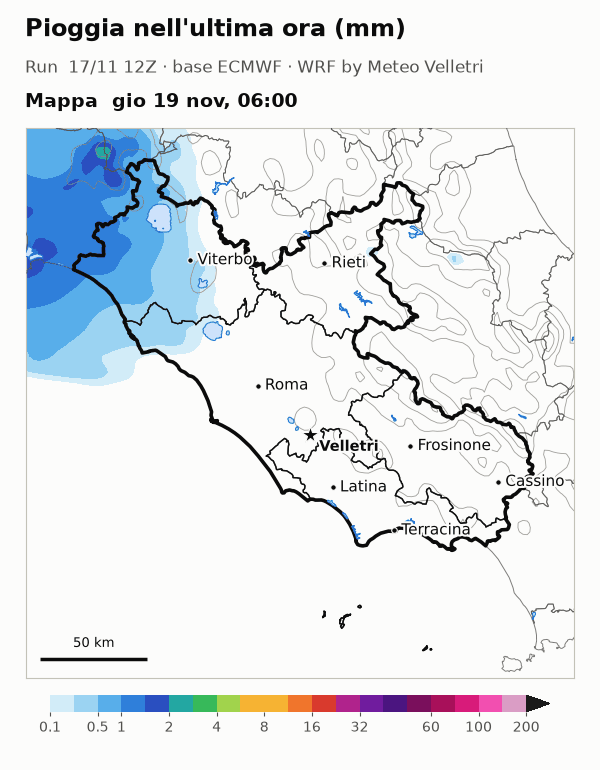 Pioggia nell'ultima ora (mm)
Run  17/11 12Z · base ECMWF · WRF by Meteo Velletri
Mappa  gio 19 nov, 06:00
Viterbo
Rieti
Roma
Velletri
Frosinone
Cassino
Latina
Terracina
50 km
0.1 0.5 1 2 4 8 16 32 60 100 200